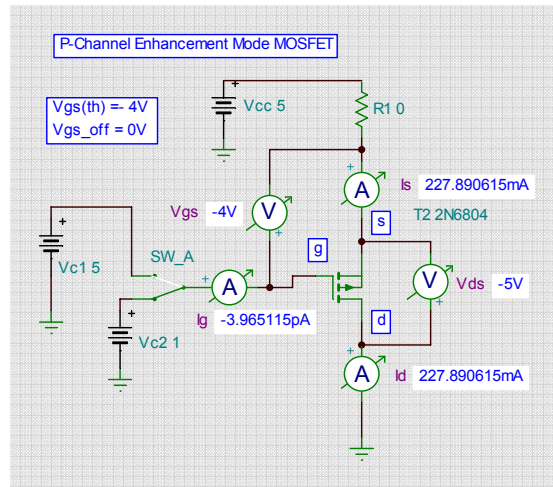 P-Channel Enhancement Mode MOSFET
Vgs(th) =- 4V
Vgs_off = 0V
+
Vcc 5
R1 0
+
A
Is 227.890615mA
T2 2N6804
s
Vgs -4V
V
+
+
Vc1 5
SW_A
g
+
A
Ig -3.965115pA
V
+
Vds -5V
+
Vc2 1
d
+
A
Id 227.890615mA